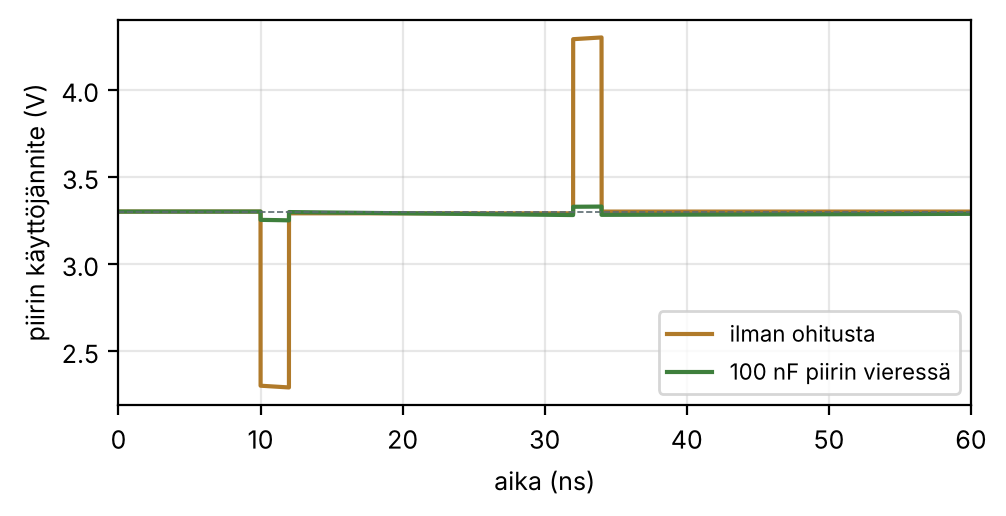 piirin käyttöjännite (V)
4.0
3.5
3.0
2.5
ilman ohitusta
100 nF piirin vieressä
0 10 20 30 40 50 60
aika (ns)